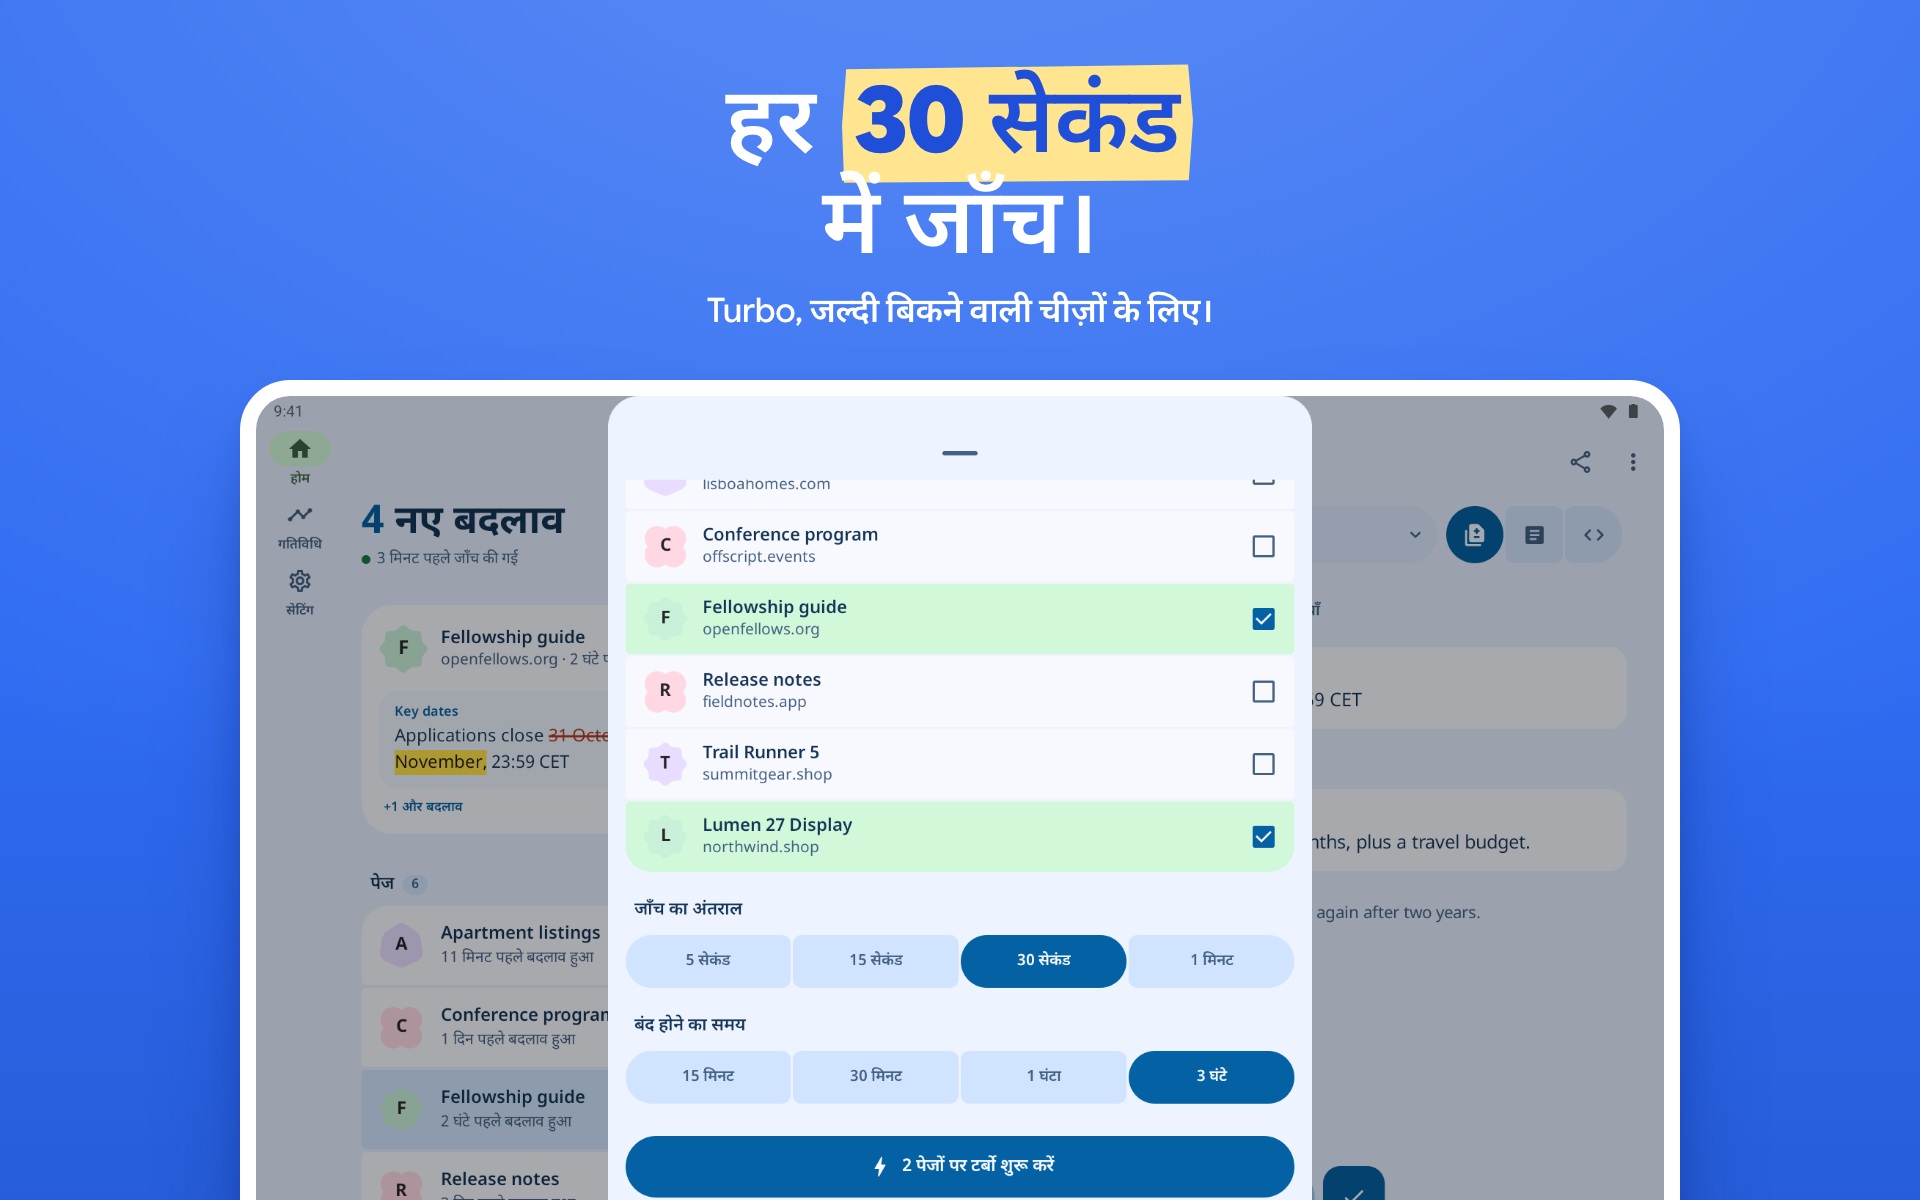 हर 30 सेकंड
में जाँच।
Turbo, जल्दी बिकने वाली चीज़ों के लिए।
9:41
होम
गतिविधि
सेटिंग
4 नए बदलाव
3 मिनट पहले जाँच की गई
F
Fellowship guide
openfellows.org · 2 घंटे
Key dates
Applications close 31
November, 23:59 CET
+1 और बदलाव
पेज 6
A
Apartment listings
11 मिनट पहले बदलाव हुआ
C
Conference program
1 दिन पहले बदलाव हुआ
F
Fellowship guide
2 घंटे पहले बदलाव हुआ
R
Release notes
lisboahomes.com
C
Conference program
offscript.events
F
Fellowship guide
openfellows.org
R
Release notes
fieldnotes.app
T
Trail Runner 5
summitgear.shop
L
Lumen 27 Display
northwind.shop
जाँच का अंतराल
5 सेकंड
15 सेकंड
30 सेकंड
1 मिनट
बंद होने का समय
15 मिनट
30 मिनट
1 घंटा
3 घंटे
2 पेजों पर टर्बो शुरू करें
CET
plus a travel budget.
again after two years.